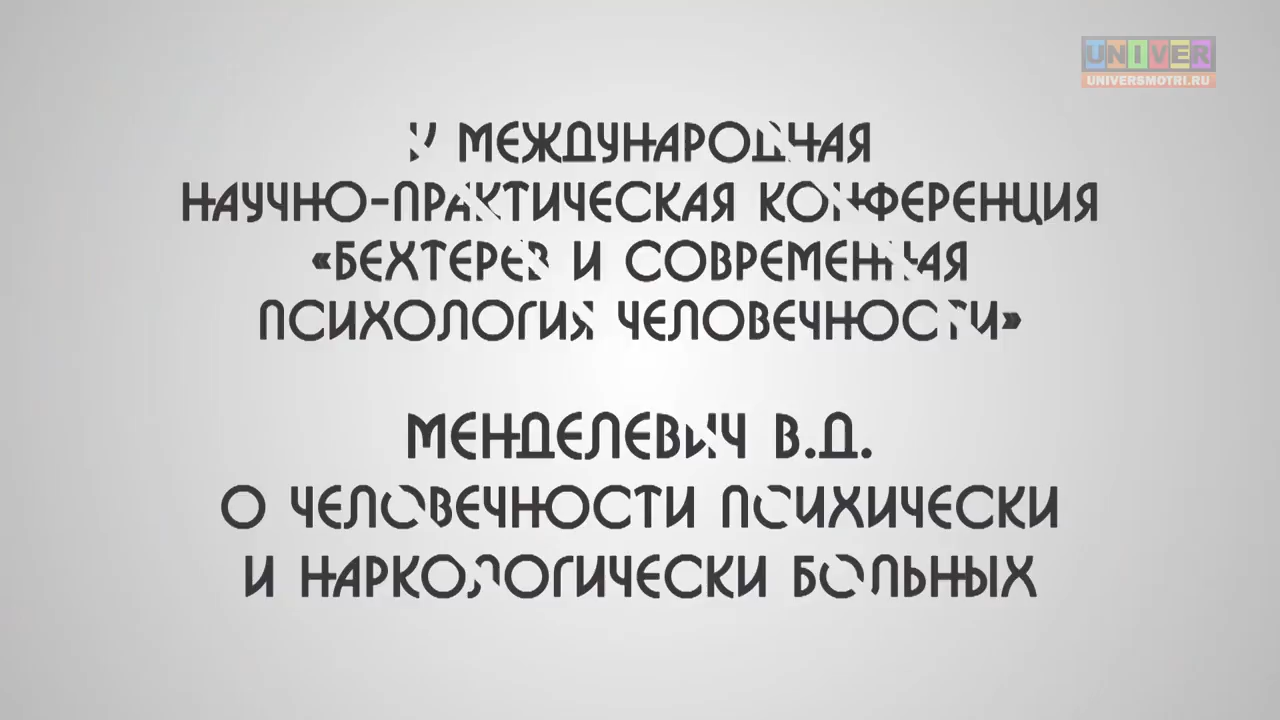 UNIVER
UNIVERSMOTRI.RU
V МЕЖДУНАРОДНАЯ
НАУЧНО-ПРАКТИЧЕСКАЯ КОНФЕРЕНЦИЯ
«БЕХТЕРЕВ И СОВРЕМЕННАЯ
ПСИХОЛОГИЯ ЧЕЛОВЕЧНОСТИ»
МЕНДЕЛЕВИЧ В.Д.
О ЧЕЛОВЕЧНОСТИ ПСИХИЧЕСКИ
И НАРКОЛОГИЧЕСКИ БОЛЬНЫХ